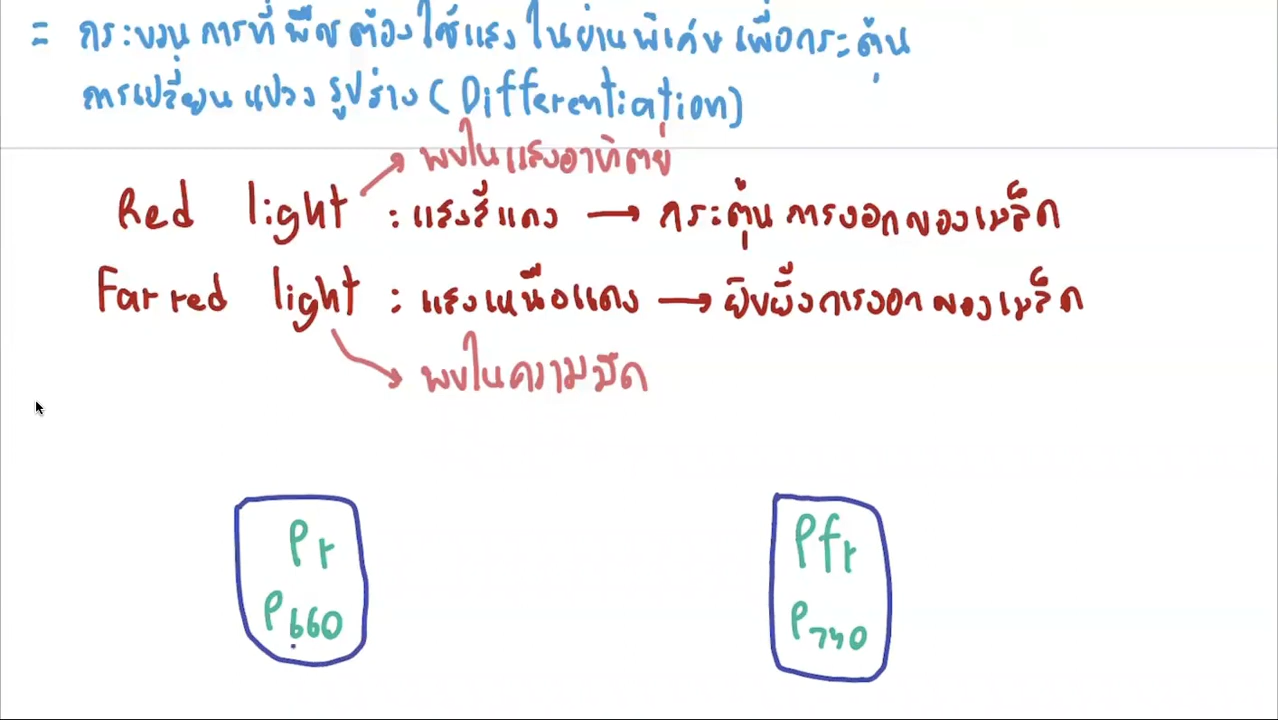 = กระบวนการที่พืชต้องใช้แสงในย่านพิเศษเพื่อกระตุ้น
การเปลี่ยนแปลงรูปร่าง (Differentiation)
พบในแสงอาทิตย์
Red light : แสงสีแดง → กระตุ้นการงอกของเมล็ด
Far red light : แสงเหนือแดง → ยับยั้งการงอกของเมล็ด
พบในความมืด
Pr
Pfr
P660
P730